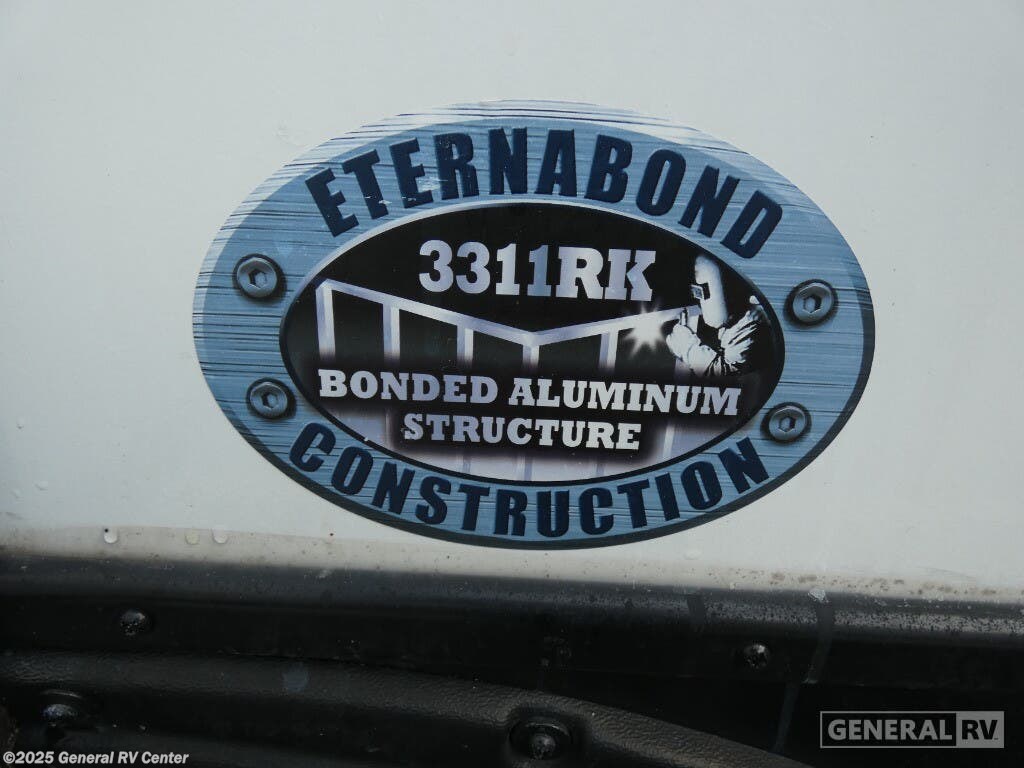 ETERNABOND
3311RK
BONDED ALUMINUM
STRUCTURE
CONSTRUCTION
GENERAL RV
©2025 General RV Center